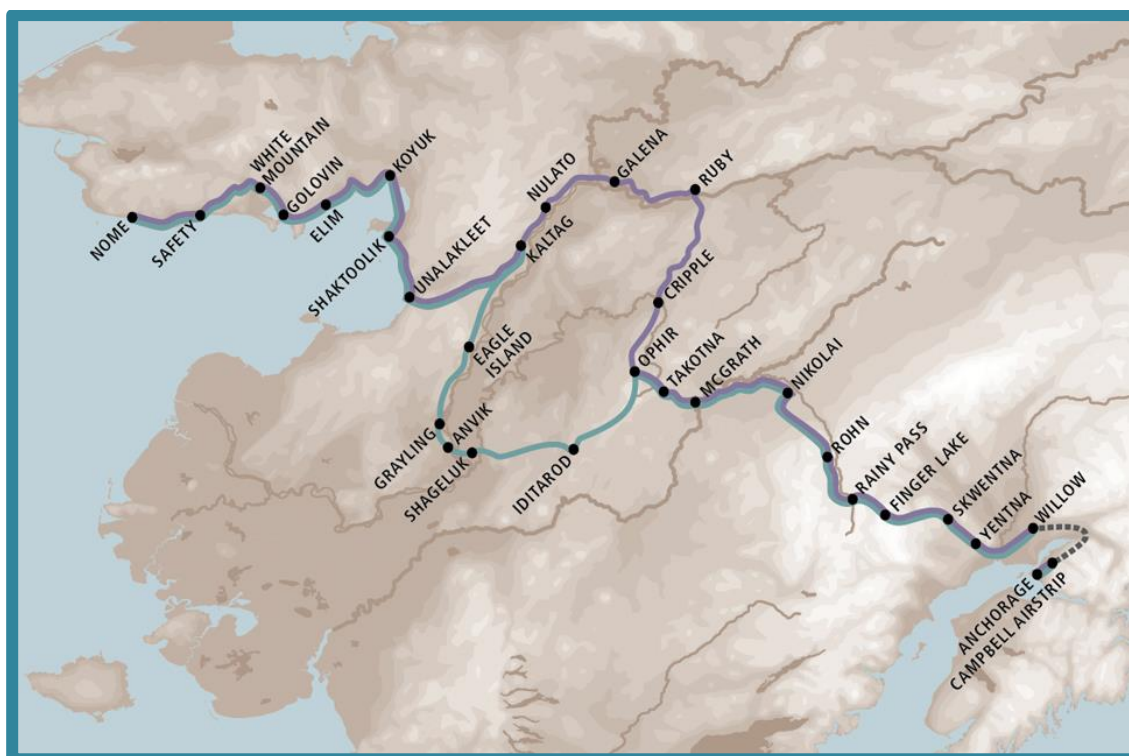 NOME
SAFETY
WHITE
MOUNTAIN
GOLOVIN
ELIM
KOYUK
SHAKTOOLIK
UNALAKLEET
KALTAG
NULATO
GALENA
RUBY
CRIPPLE
OPHIR
EAGLE
ISLAND
GRAYLING
ANVIK
SHAGELUK
IDITAROD
TAKOTNA
MCGRATH
NIKOLAI
ROHN
RAINY PASS
FINGER LAKE
SKWENTNA
YENTNA
WILLOW
ANCHORAGE
CAMPBELL AIRSTRIP